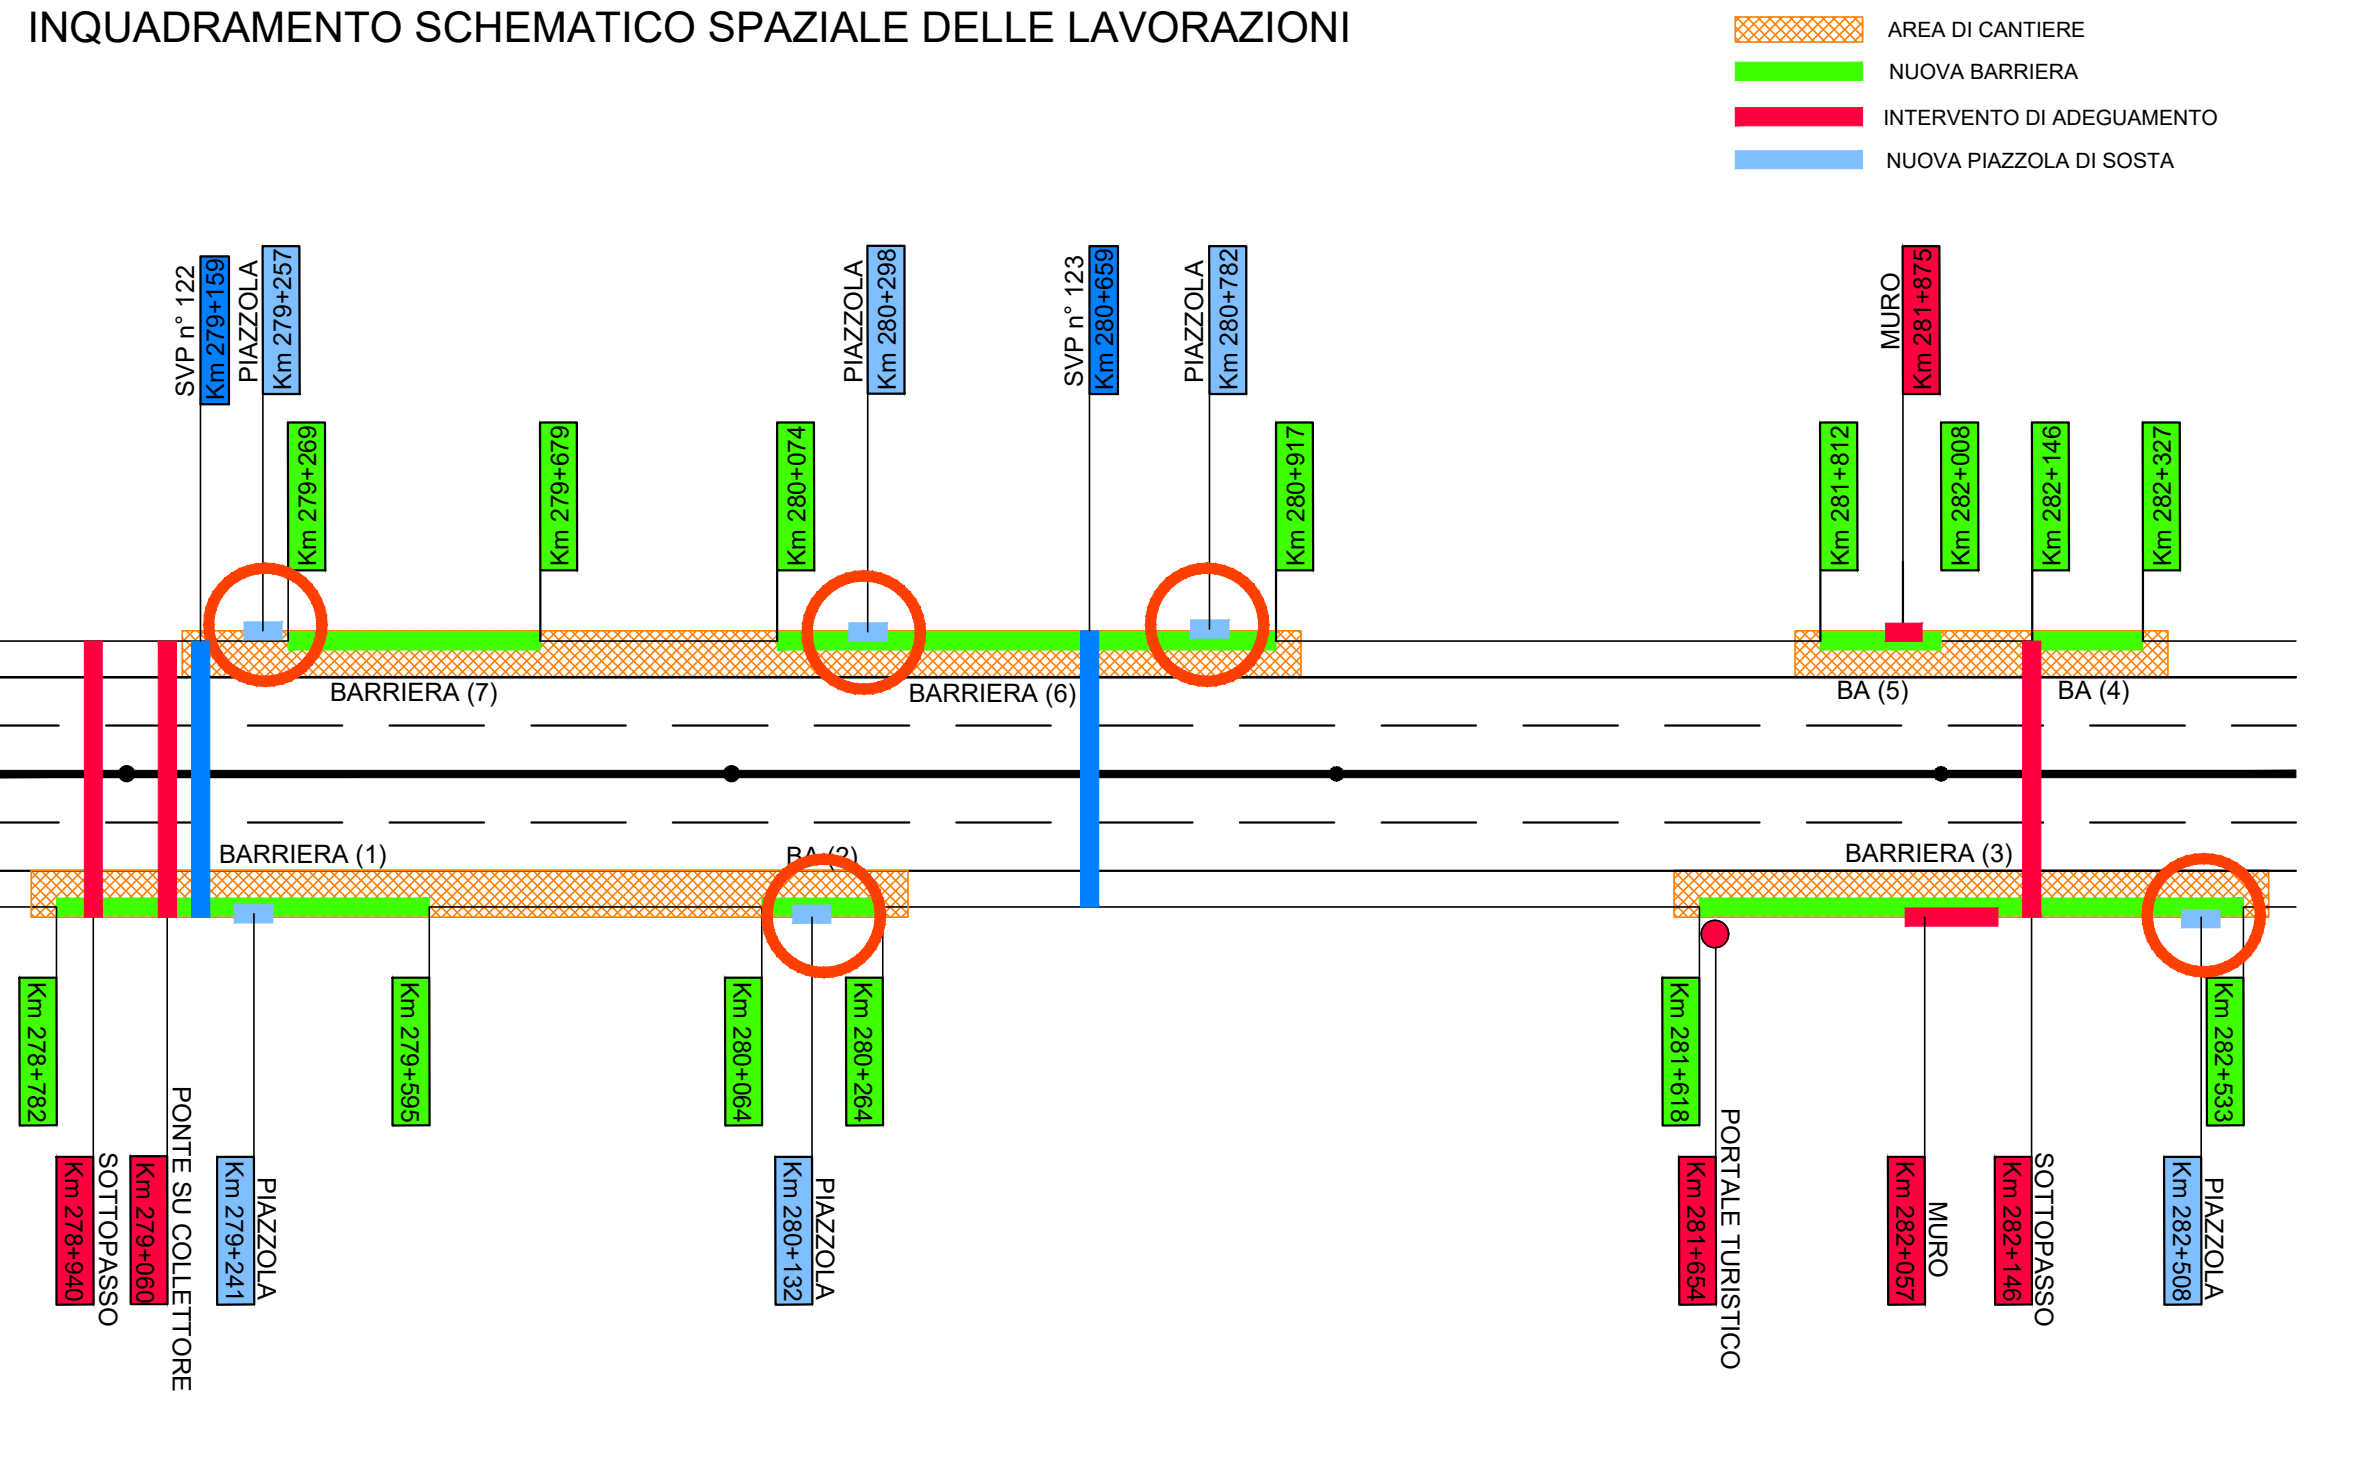 INQUADRAMENTO SCHEMATICO SPAZIALE DELLE LAVORAZIONI
AREA DI CANTIERE
NUOVA BARRIERA
INTERVENTO DI ADEGUAMENTO
NUOVA PIAZZOLA DI SOSTA
SVP n° 122
Km 279+159
PIAZZOLA
Km 279+257
PIAZZOLA
Km 280+298
SVP n° 123
Km 280+659
PIAZZOLA
Km 280+782
MURO
Km 281+875
Km 279+269
Km 279+679
Km 280+074
Km 280+917
Km 281+812
Km 282+008
Km 282+146
Km 282+327
BARRIERA (7)
BARRIERA (6)
BA (5)
BA (4)
BARRIERA (1)
BA (2)
BARRIERA (3)
Km 278+782
Km 279+595
Km 280+064
Km 280+264
Km 281+618
Km 282+533
Km 278+940
SOTTOPASSO
Km 279+060
PONTE SU COLLETTORE
Km 279+241
PIAZZOLA
Km 280+132
PIAZZOLA
Km 281+654
PORTALE TURISTICO
Km 282+057
MURO
Km 282+146
SOTTOPASSO
Km 282+508
PIAZZOLA